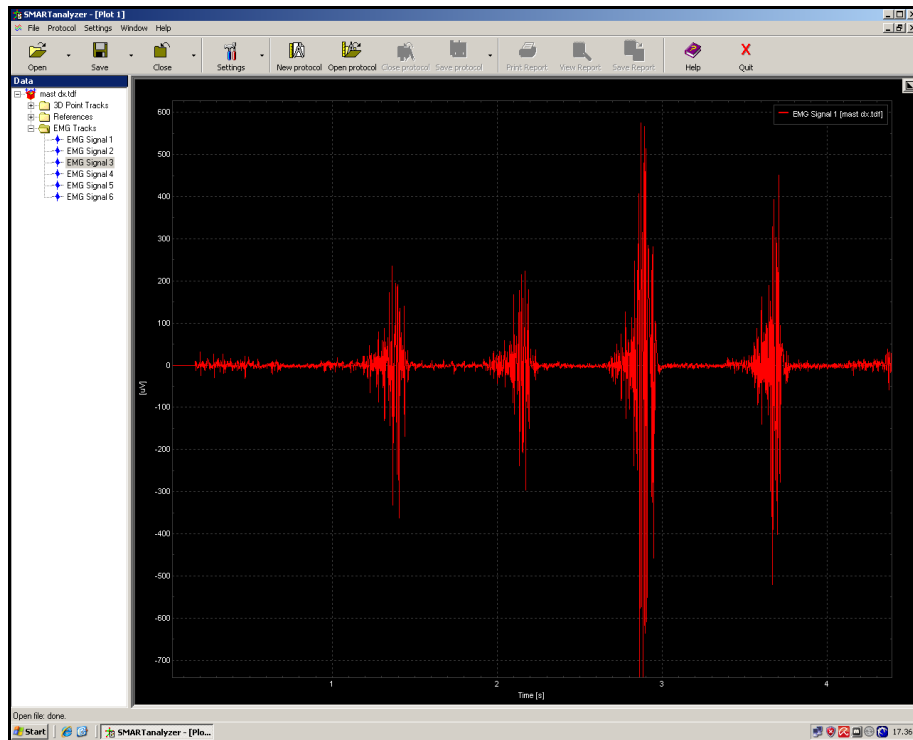 SMARTanalyzer - [Plot 1]
File Protocol Settings Window Help
Open Save Close Settings New protocol Open protocol Close protocol Save protocol Print Report View Report Save Report Help Quit
Data
mast dx.tdf
3D Point Tracks
References
EMG Tracks
EMG Signal 1
EMG Signal 2
EMG Signal 3
EMG Signal 4
EMG Signal 5
EMG Signal 6
EMG Signal 1 [mast dx.tdf]
600
500
400
300
200
100
0
-100
-200
-300
-400
-500
-600
-700
[uV]
1 2 3 4
Time [s]
Open file: done.
Start SMARTanalyzer - [Plo... 17.36